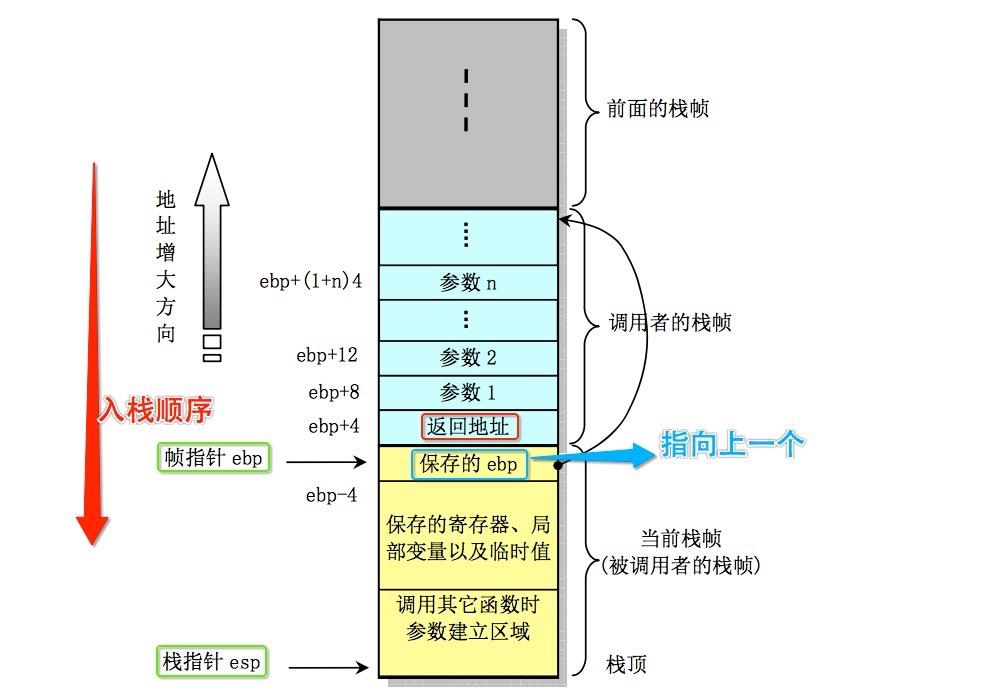 前面的栈帧
地址增大方向
ebp+(1+n)4
参数 n
调用者的栈帧
ebp+12
参数 2
ebp+8
参数 1
入栈顺序
ebp+4
返回地址
指向上一个
帧指针 ebp
保存的 ebp
ebp-4
保存的寄存器、局
部变量以及临时值
当前栈帧
(被调用者的栈帧)
调用其它函数时
参数建立区域
栈指针 esp
栈顶